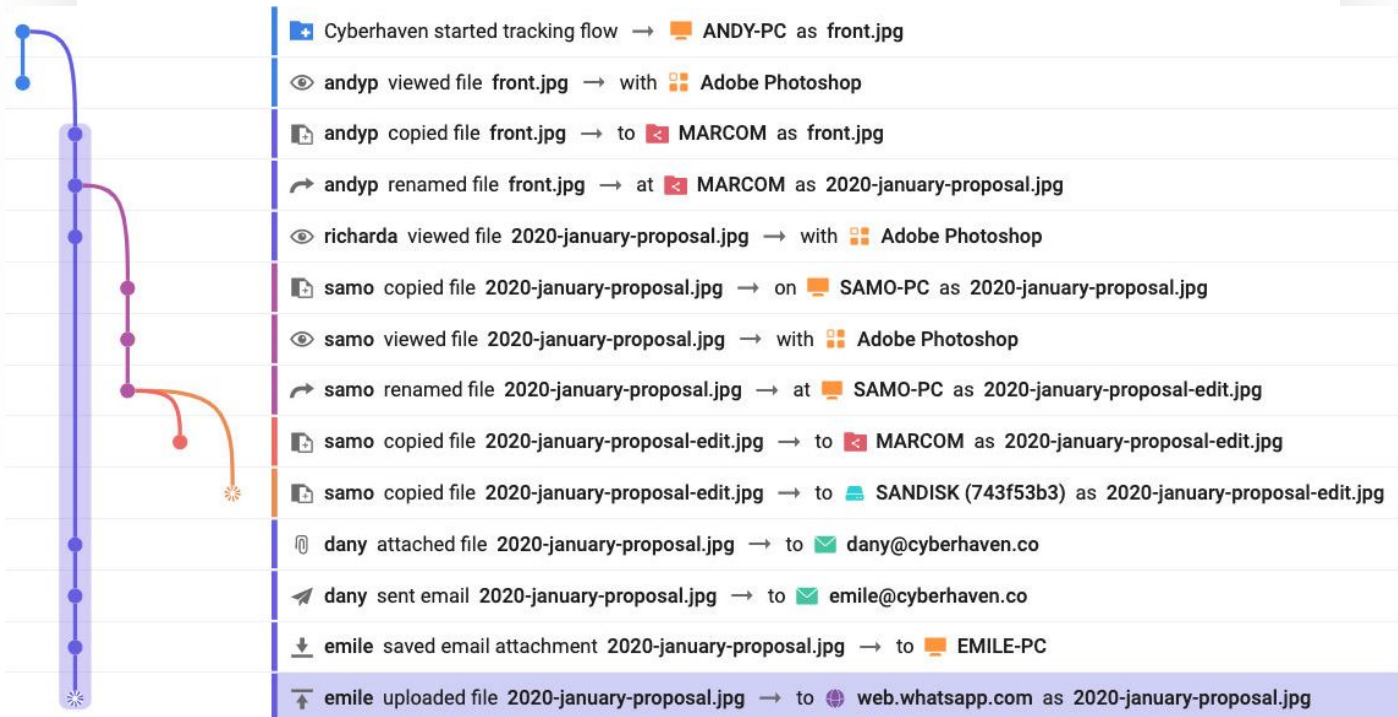 Cyberhaven started tracking flow → ANDY-PC as front.jpg
andyp viewed file front.jpg → with Adobe Photoshop
andyp copied file front.jpg → to MARCOM as front.jpg
andyp renamed file front.jpg → at MARCOM as 2020-january-proposal.jpg
richarda viewed file 2020-january-proposal.jpg → with Adobe Photoshop
samo copied file 2020-january-proposal.jpg → on SAMO-PC as 2020-january-proposal.jpg
samo viewed file 2020-january-proposal.jpg → with Adobe Photoshop
samo renamed file 2020-january-proposal.jpg → at SAMO-PC as 2020-january-proposal-edit.jpg
samo copied file 2020-january-proposal-edit.jpg → to MARCOM as 2020-january-proposal-edit.jpg
samo copied file 2020-january-proposal-edit.jpg → to SANDISK (743f53b3) as 2020-january-proposal-edit.jpg
dany attached file 2020-january-proposal.jpg → to dany@cyberhaven.co
dany sent email 2020-january-proposal.jpg → to emile@cyberhaven.co
emile saved email attachment 2020-january-proposal.jpg → to EMILE-PC
emile uploaded file 2020-january-proposal.jpg → to web.whatsapp.com as 2020-january-proposal.jpg